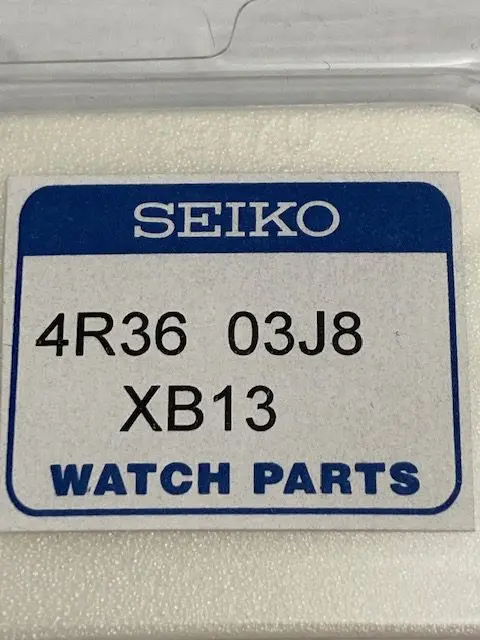 SEIKO
4R36 03J8
XB13
WATCH PARTS